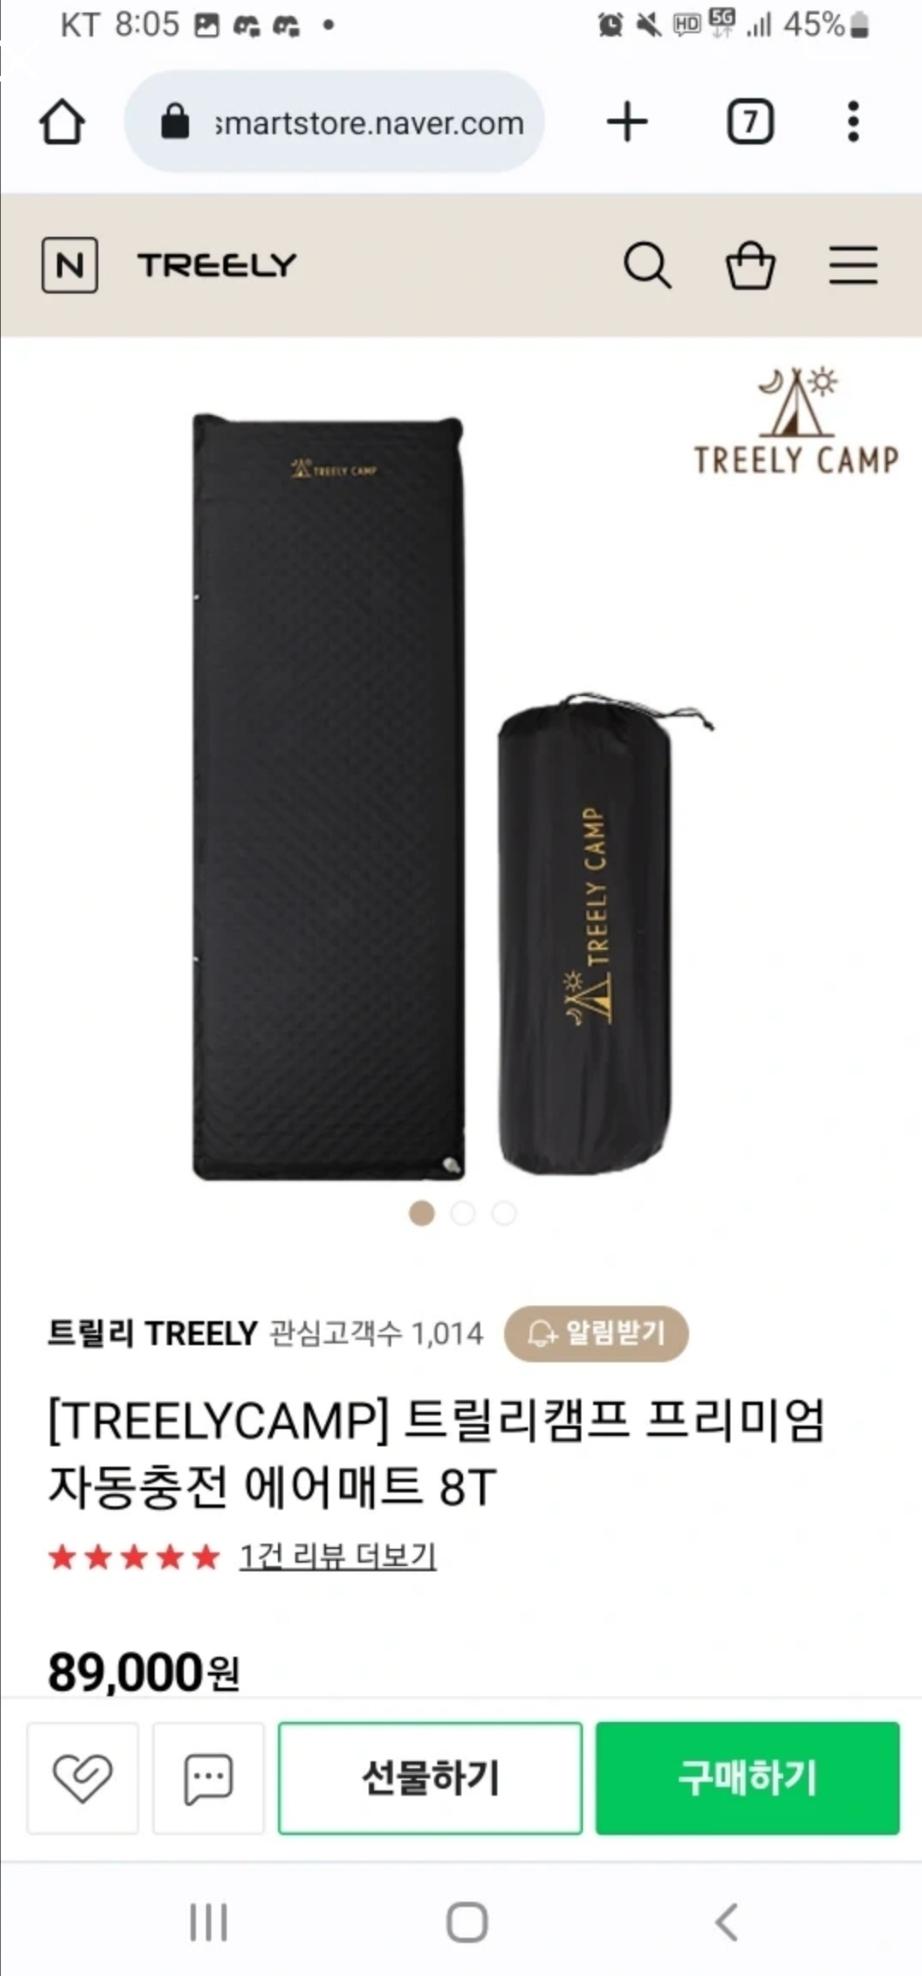 KT 8:05 HD 5G 45%
smartstore.naver.com 7
N TREELY
TREELY CAMP
TREELY CAMP
TREELY CAMP
트릴리 TREELY 관심고객수 1,014 알림받기
[TREELYCAMP] 트릴리캠프 프리미엄
자동충전 에어매트 8T
1건 리뷰 더보기
89,000원
선물하기 구매하기